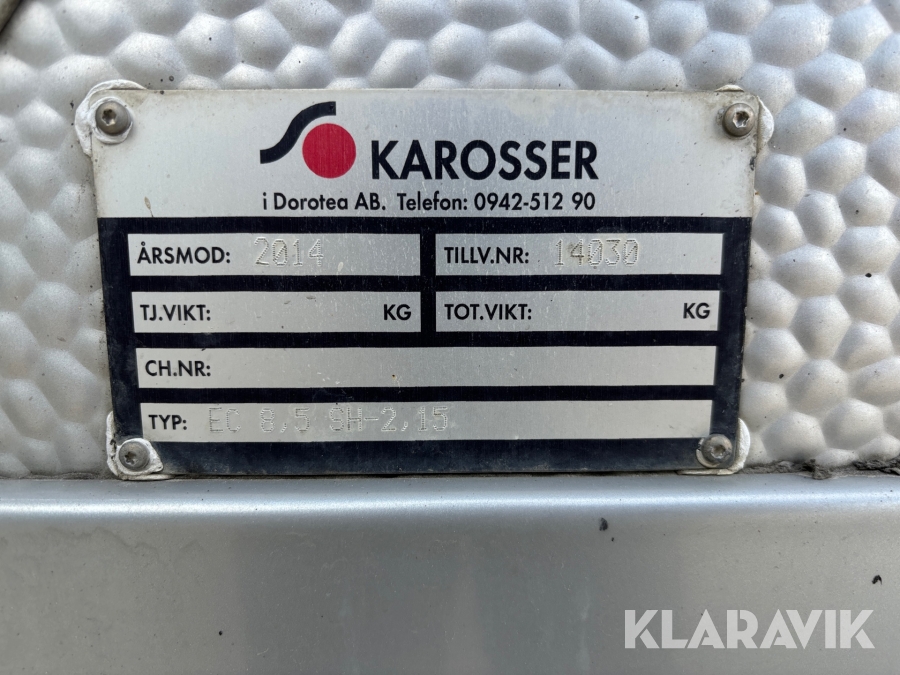 KAROSSER
i Dorotea AB. Telefon: 0942-512 90
ÅRSMOD: 2014 TILLV.NR: 14030
TJ.VIKT: KG TOT.VIKT: KG
CH.NR:
TYP: EC 8,5 SH-2,15
KLARAVIK